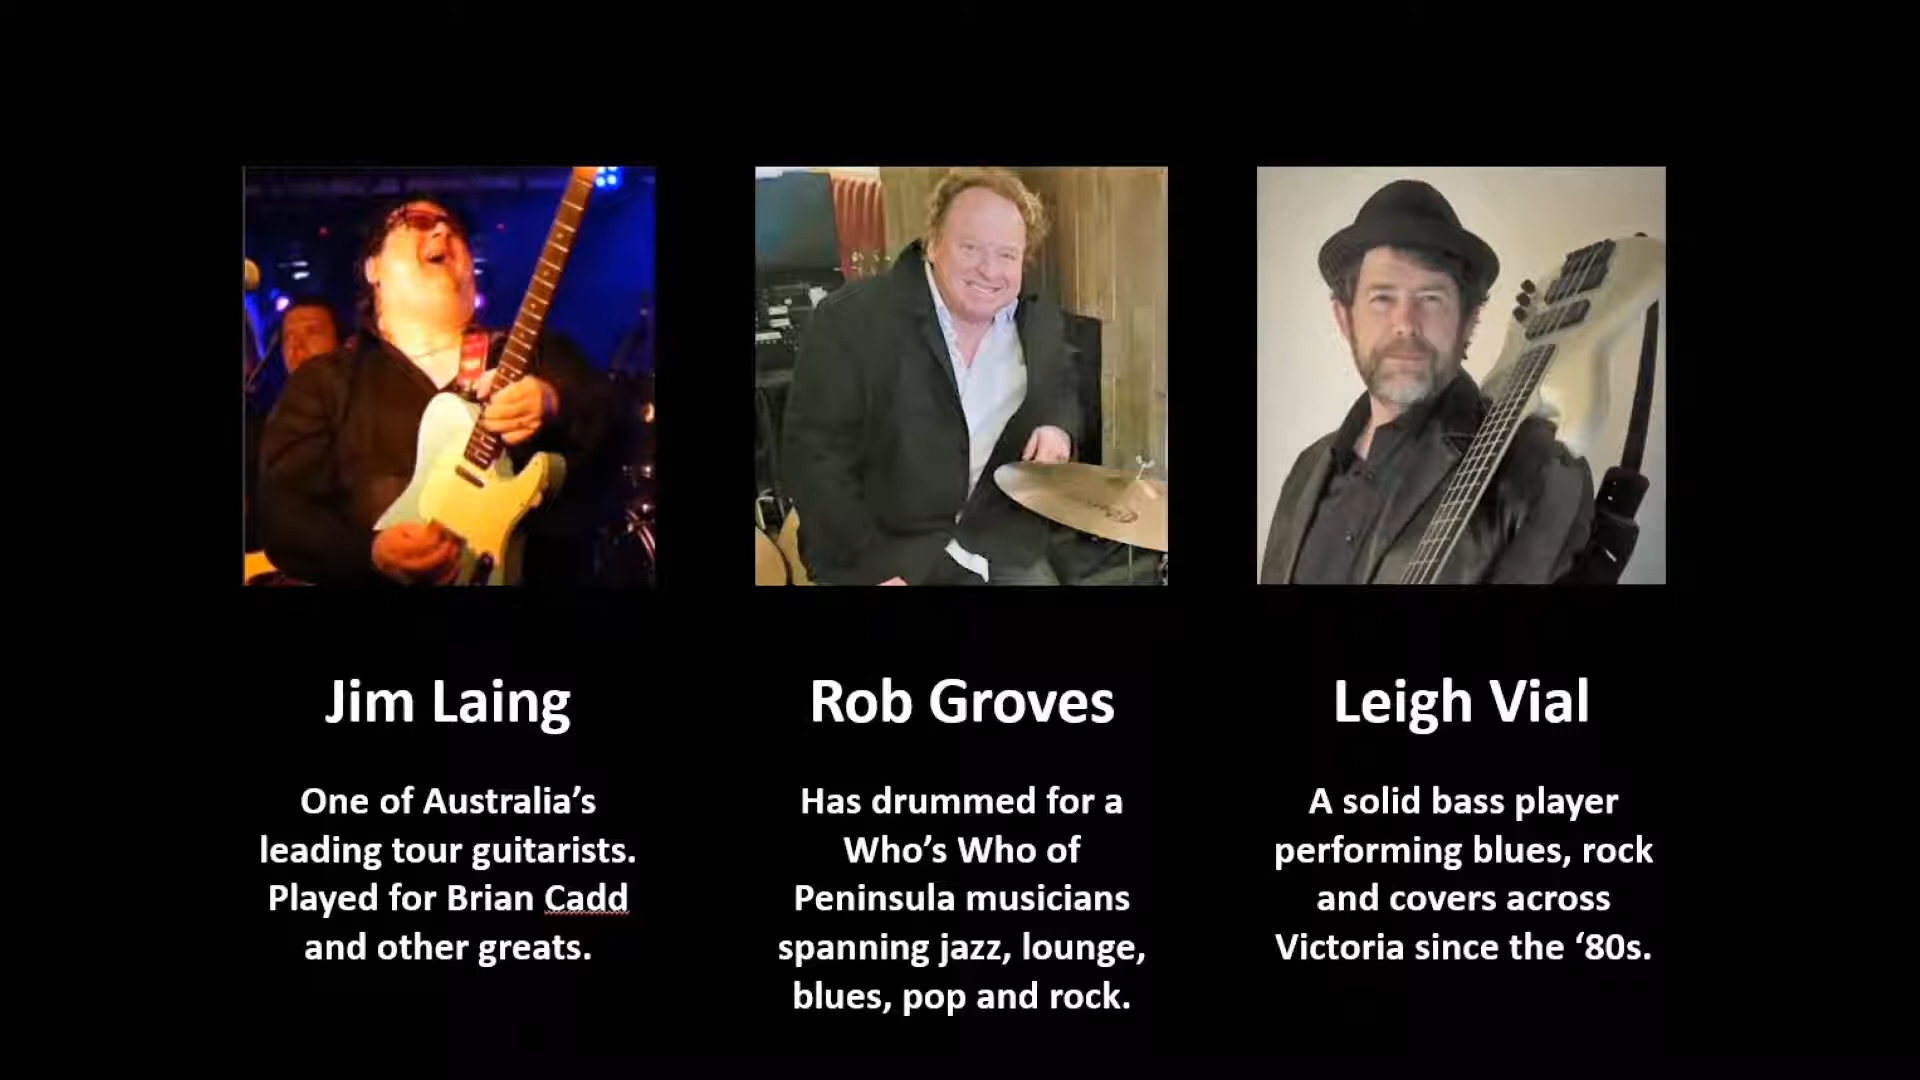 Jim Laing
One of Australia’s
leading tour guitarists.
Played for Brian Cadd
and other greats.
Rob Groves
Has drummed for a
Who’s Who of
Peninsula musicians
spanning jazz, lounge,
blues, pop and rock.
Leigh Vial
A solid bass player
performing blues, rock
and covers across
Victoria since the ‘80s.